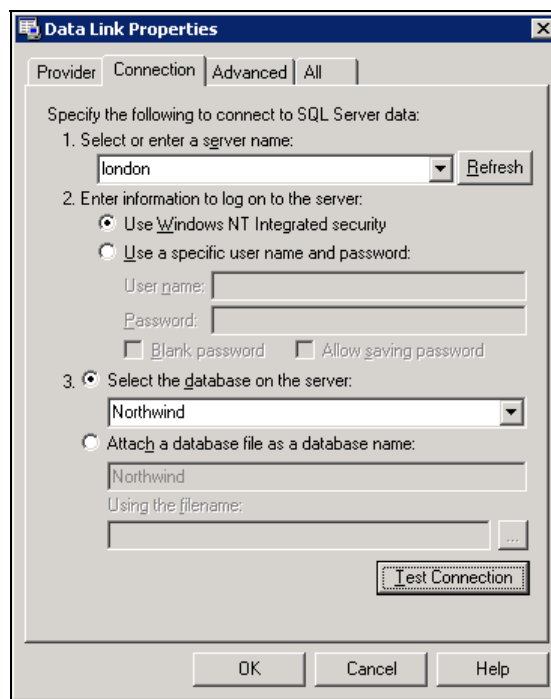 Data Link Properties
Provider Connection Advanced All
Specify the following to connect to SQL Server data:
1. Select or enter a server name:
london Refresh
2. Enter information to log on to the server:
Use Windows NT Integrated security
Use a specific user name and password:
User name:
Password:
Blank password Allow saving password
3. Select the database on the server:
Northwind
Attach a database file as a database name:
Northwind
Using the filename:
...
Test Connection
OK Cancel Help